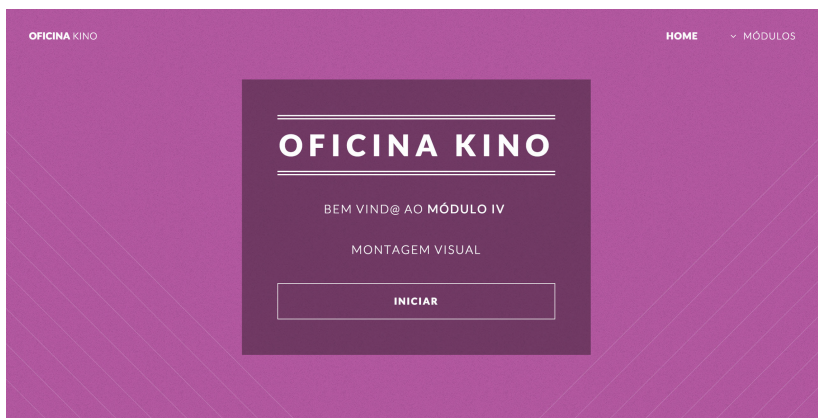 OFICINA KINO
HOME
MÓDULOS
OFICINA KINO
BEM VIND@ AO MÓDULO IV
MONTAGEM VISUAL
INICIAR